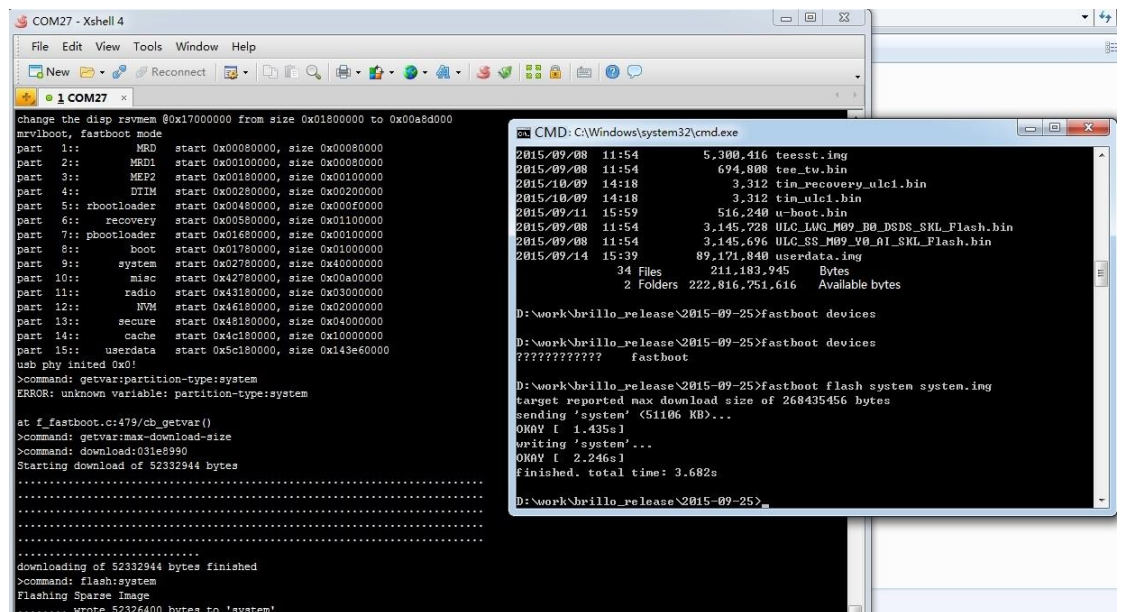 COM27 - Xshell 4
File Edit View Tools Window Help
New Reconnect
1 COM27
change the disp rsvmem @0x17000000 from size 0x01800000 to 0x00a8d000
mrvlboot, fastboot mode
part 1:: MRD start 0x00080000, size 0x00080000
part 2:: MRD1 start 0x00100000, size 0x00080000
part 3:: MEP2 start 0x00180000, size 0x00100000
part 4:: DTIM start 0x00280000, size 0x00200000
part 5:: rbootloader start 0x00480000, size 0x000f0000
part 6:: recovery start 0x00580000, size 0x01100000
part 7:: pbootloader start 0x01680000, size 0x00100000
part 8:: boot start 0x01780000, size 0x01000000
part 9:: system start 0x02780000, size 0x40000000
part 10:: misc start 0x42780000, size 0x00a00000
part 11:: radio start 0x43180000, size 0x03000000
part 12:: NVM start 0x46180000, size 0x02000000
part 13:: secure start 0x48180000, size 0x04000000
part 14:: cache start 0x4c180000, size 0x10000000
part 15:: userdata start 0x5c180000, size 0x143e60000
usb phy inited 0x0!
>command: getvar:partition-type:system
ERROR: unknown variable: partition-type:system
at f_fastboot.c:479/cb_getvar()
>command: getvar:max-download-size
>command: download:031e8990
Starting download of 52332944 bytes
downloading of 52332944 bytes finished
>command: flash:system
Flashing Sparse Image
........ wrote 52326400 bytes to 'system'
CMD: C:\Windows\system32\cmd.exe
2015/09/08 11:54 5,300,416 teesst.img
2015/09/08 11:54 694,808 tee_tw.bin
2015/10/09 14:18 3,312 tim_recovery_ulc1.bin
2015/10/09 14:18 3,312 tim_ulc1.bin
2015/09/11 15:59 516,240 u-boot.bin
2015/09/08 11:54 3,145,728 ULC_LWG_M09_B0_DSDS_SKL_Flash.bin
2015/09/08 11:54 3,145,696 ULC_SS_M09_Y0_AI_SKL_Flash.bin
2015/09/14 15:39 89,171,840 userdata.img
34 Files 211,183,945 Bytes
2 Folders 222,816,751,616 Available bytes
D:\work\brillo_release\2015-09-25>fastboot devices
D:\work\brillo_release\2015-09-25>fastboot devices
???????????? fastboot
D:\work\brillo_release\2015-09-25>fastboot flash system system.img
target reported max download size of 268435456 bytes
sending 'system' (51106 KB)...
OKAY [ 1.435s]
writing 'system'...
OKAY [ 2.246s]
finished. total time: 3.682s
D:\work\brillo_release\2015-09-25>